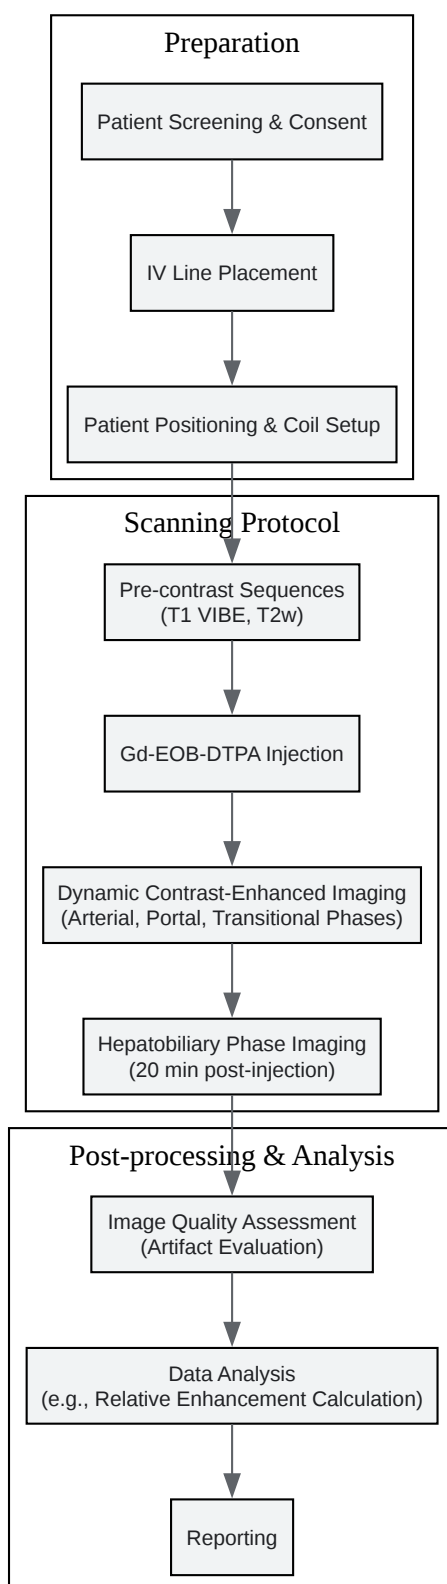 Preparation
Patient Screening & Consent
IV Line Placement
Patient Positioning & Coil Setup
Scanning Protocol
Pre-contrast Sequences
(T1 VIBE, T2w)
Gd-EOB-DTPA Injection
Dynamic Contrast-Enhanced Imaging
(Arterial, Portal, Transitional Phases)
Hepatobiliary Phase Imaging
(20 min post-injection)
Post-processing & Analysis
Image Quality Assessment
(Artifact Evaluation)
Data Analysis
(e.g., Relative Enhancement Calculation)
Reporting